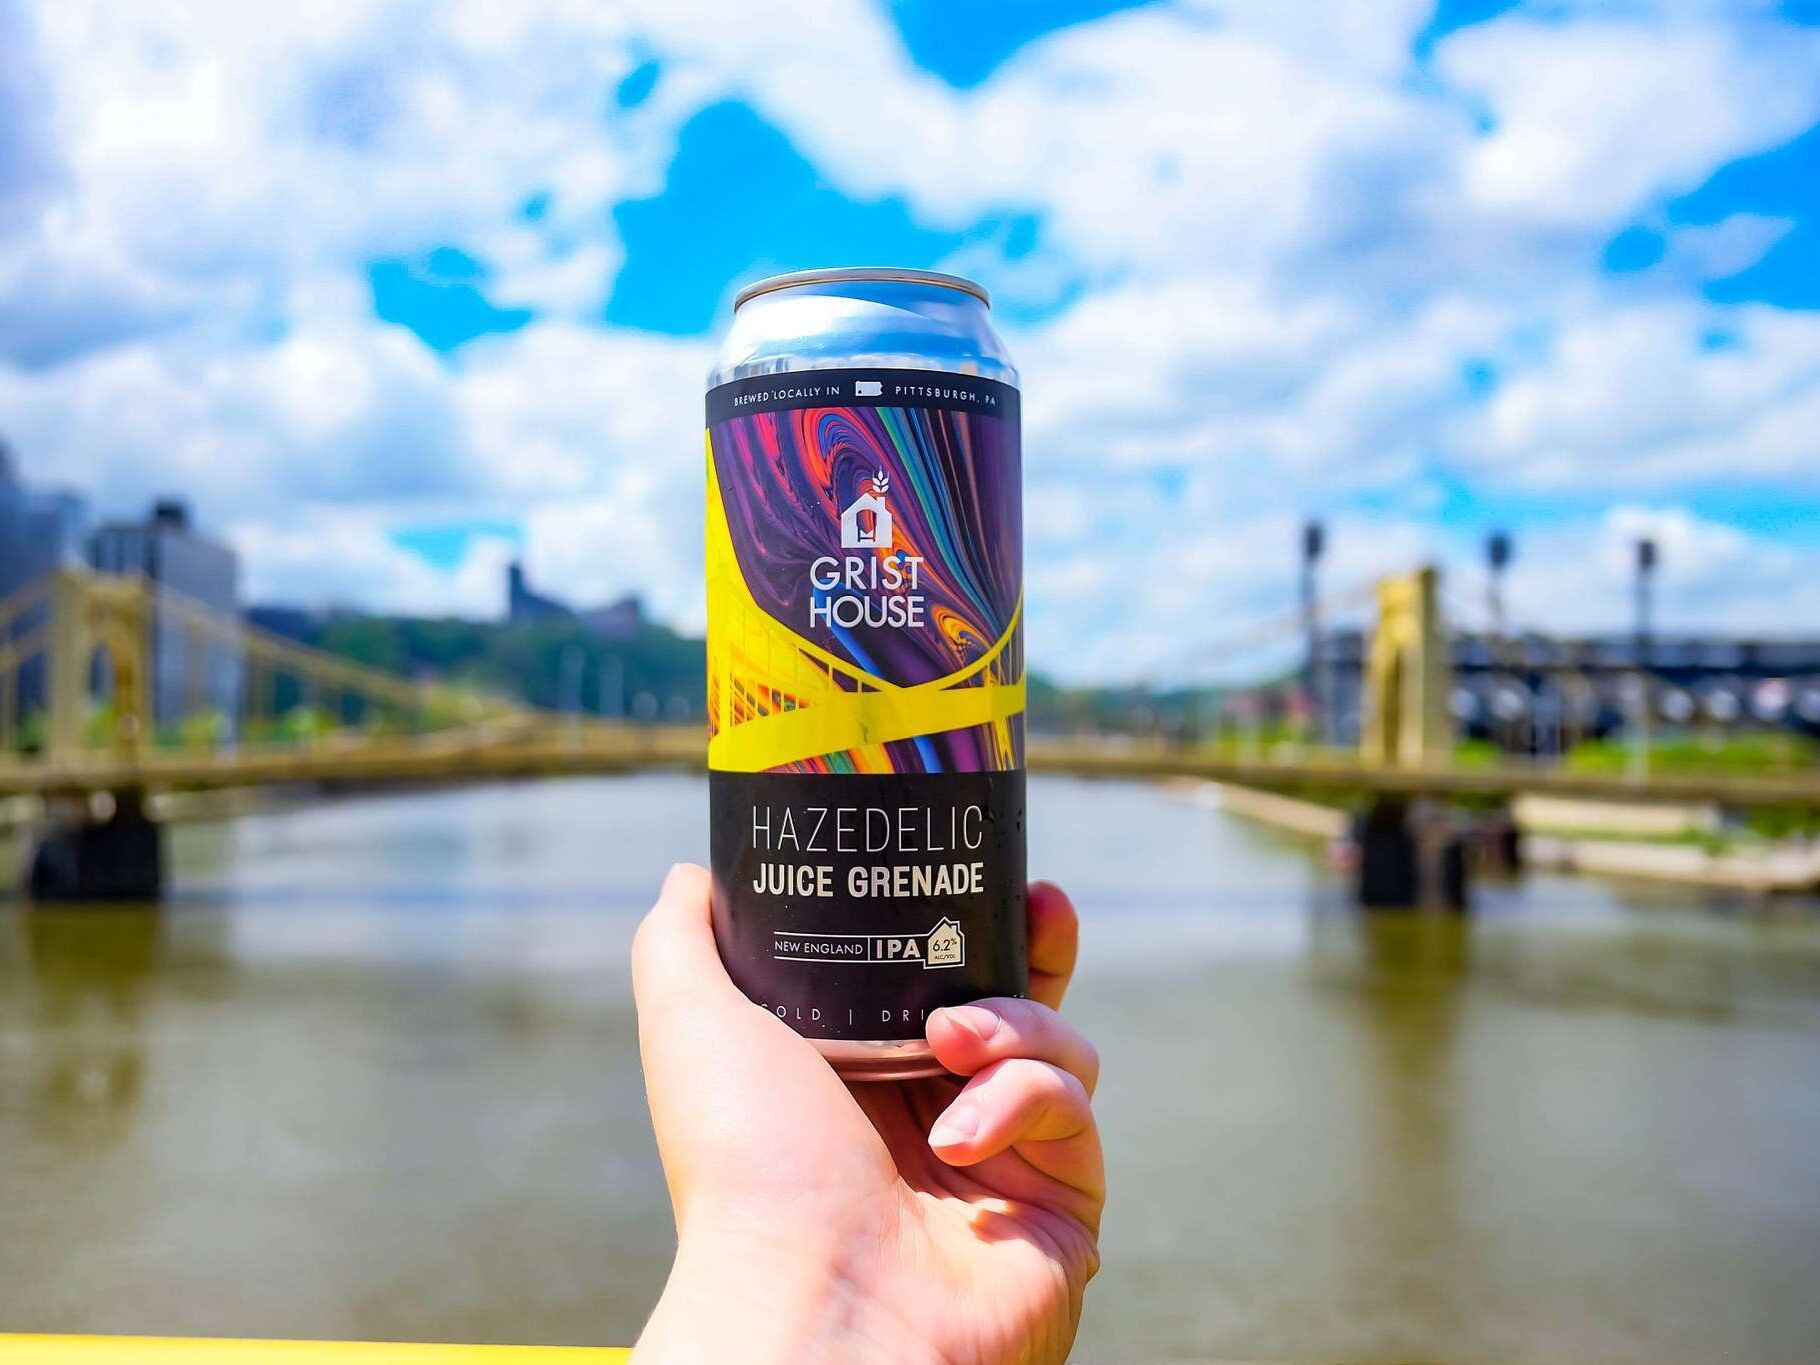 BREWED LOCALLY IN PITTSBURGH, PA
GRIST
HOUSE
HAZEDELIC
JUICE GRENADE
NEW ENGLAND IPA 6.2%
ALC/VOL